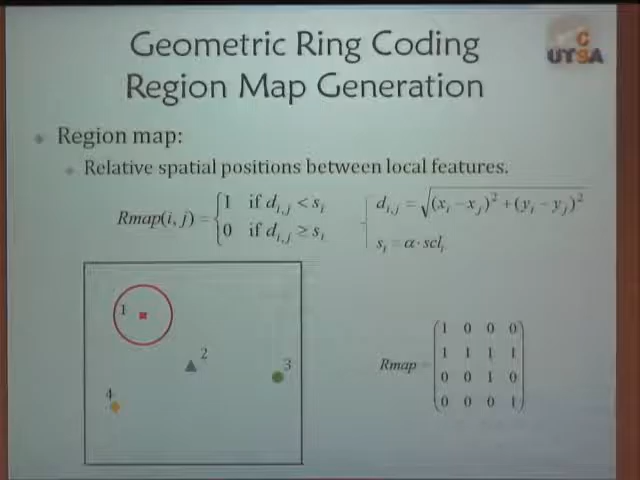 Geometric Ring Coding
Region Map Generation
C
UTSA
Region map:
Relative spatial positions between local features.
Rmap(i, j) = { 1 if d_{i,j} < s_i
0 if d_{i,j} ≥ s_i
d_{i,j} = √((x_i − x_j)² + (y_i − y_j)²)
s_i = α · scl_i
1
2
3
4
Rmap =
1 0 0 0
1 1 1 1
0 0 1 0
0 0 0 1